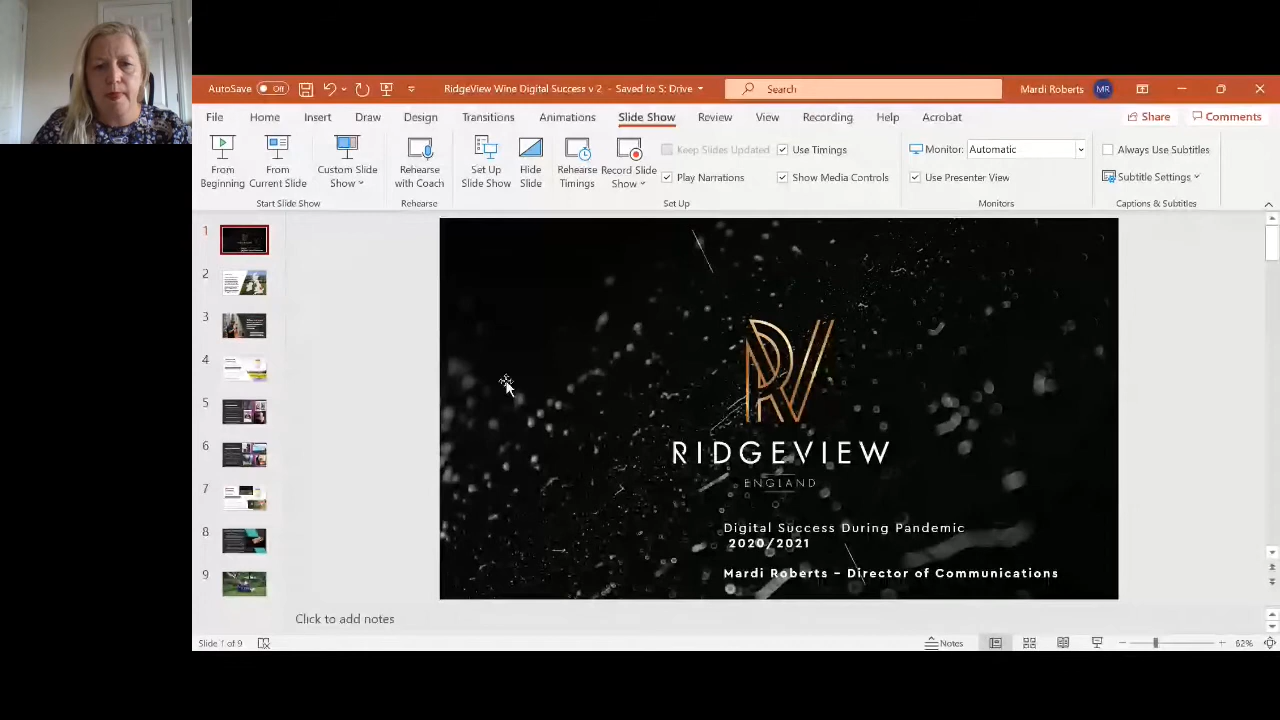 AutoSave Off
RidgeView Wine Digital Success v 2 - Saved to S: Drive
Search
Mardi Roberts MR
File Home Insert Draw Design Transitions Animations Slide Show Review View Recording Help Acrobat
Share Comments
From Beginning
From Current Slide
Custom Slide Show
Rehearse with Coach
Set Up Slide Show
Hide Slide
Rehearse Timings
Record Slide Show
Keep Slides Updated
Use Timings
Play Narrations
Show Media Controls
Monitor: Automatic
Use Presenter View
Always Use Subtitles
Subtitle Settings
Start Slide Show
Rehearse
Set Up
Monitors
Captions & Subtitles
1
2
3
4
5
6
7
8
9
RV
RIDGEVIEW
ENGLAND
Digital Success During Pandemic
2020/2021
Mardi Roberts – Director of Communications
Click to add notes
Slide 1 of 9
Notes
62%